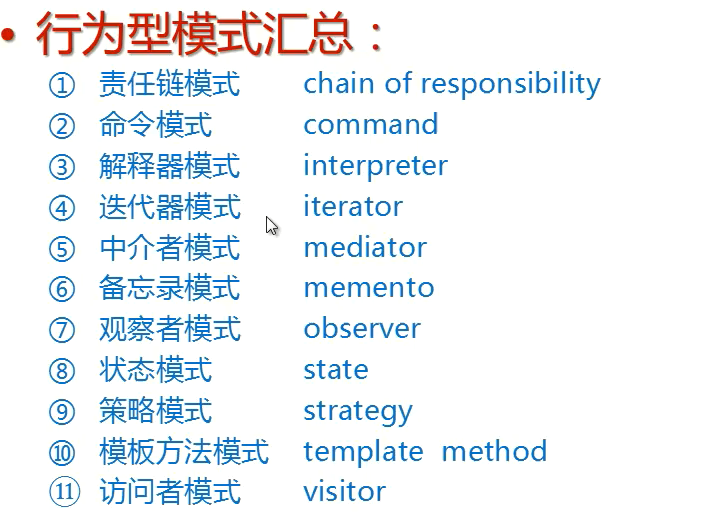 • 行为型模式汇总：
① 责任链模式 chain of responsibility
② 命令模式 command
③ 解释器模式 interpreter
④ 迭代器模式 iterator
⑤ 中介者模式 mediator
⑥ 备忘录模式 memento
⑦ 观察者模式 observer
⑧ 状态模式 state
⑨ 策略模式 strategy
⑩ 模板方法模式 template method
⑪ 访问者模式 visitor